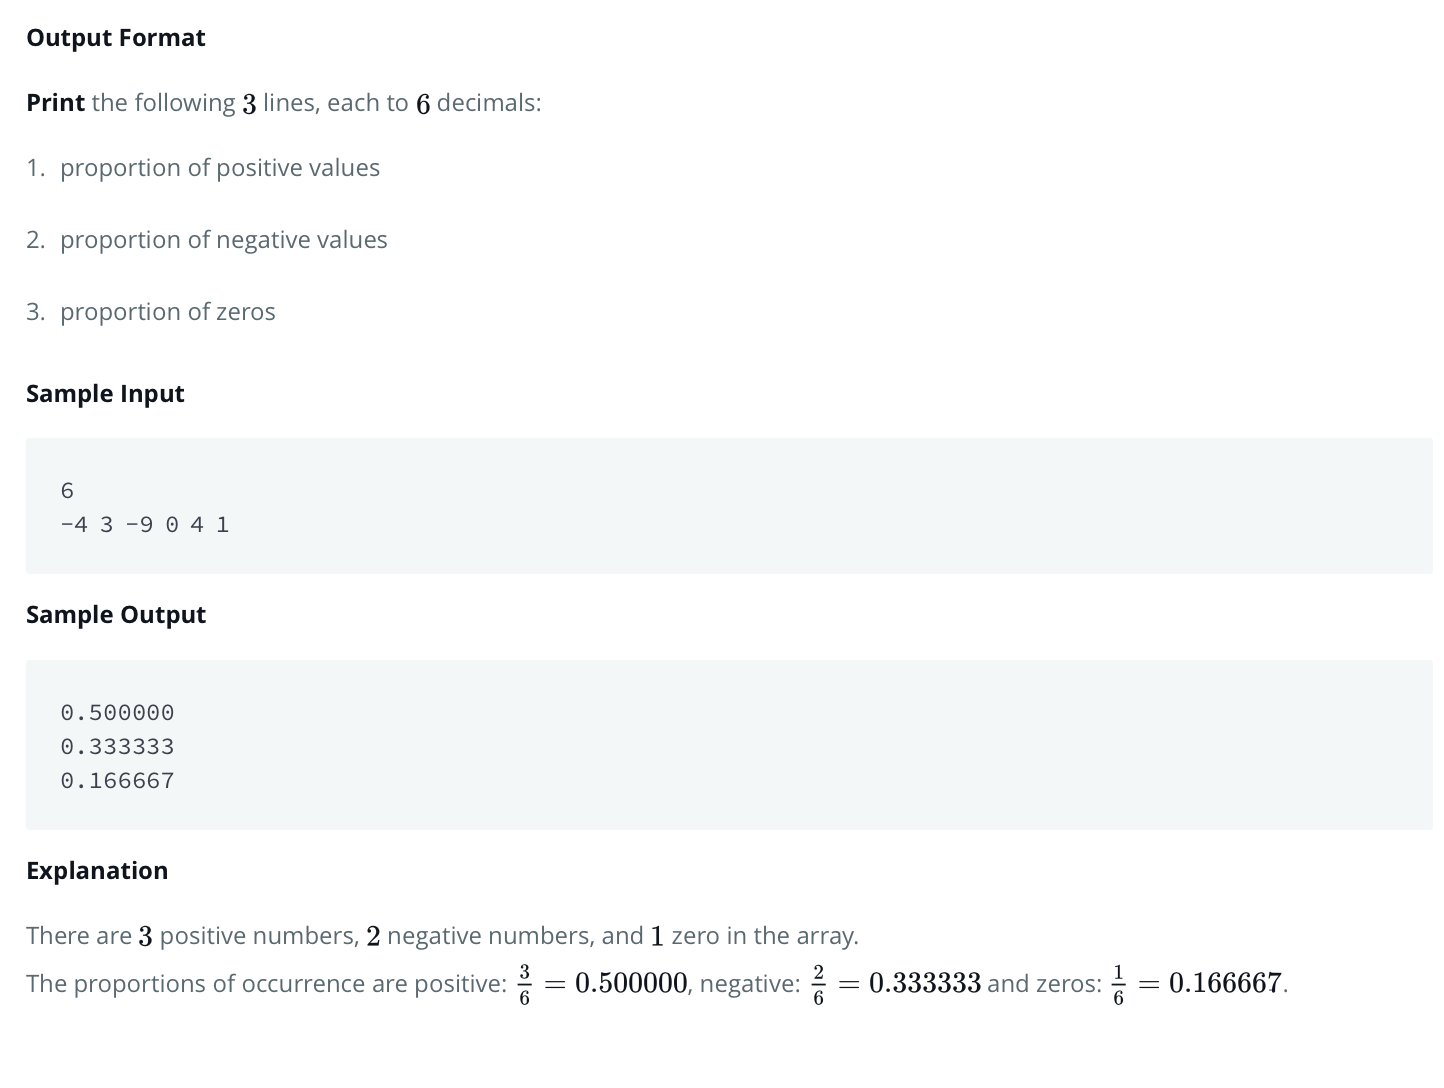 Output Format
Print the following 3 lines, each to 6 decimals:
1. proportion of positive values
2. proportion of negative values
3. proportion of zeros
Sample Input
6
-4 3 -9 0 4 1
Sample Output
0.500000
0.333333
0.166667
Explanation
There are 3 positive numbers, 2 negative numbers, and 1 zero in the array.
The proportions of occurrence are positive: 3/6 = 0.500000, negative: 2/6 = 0.333333 and zeros: 1/6 = 0.166667.